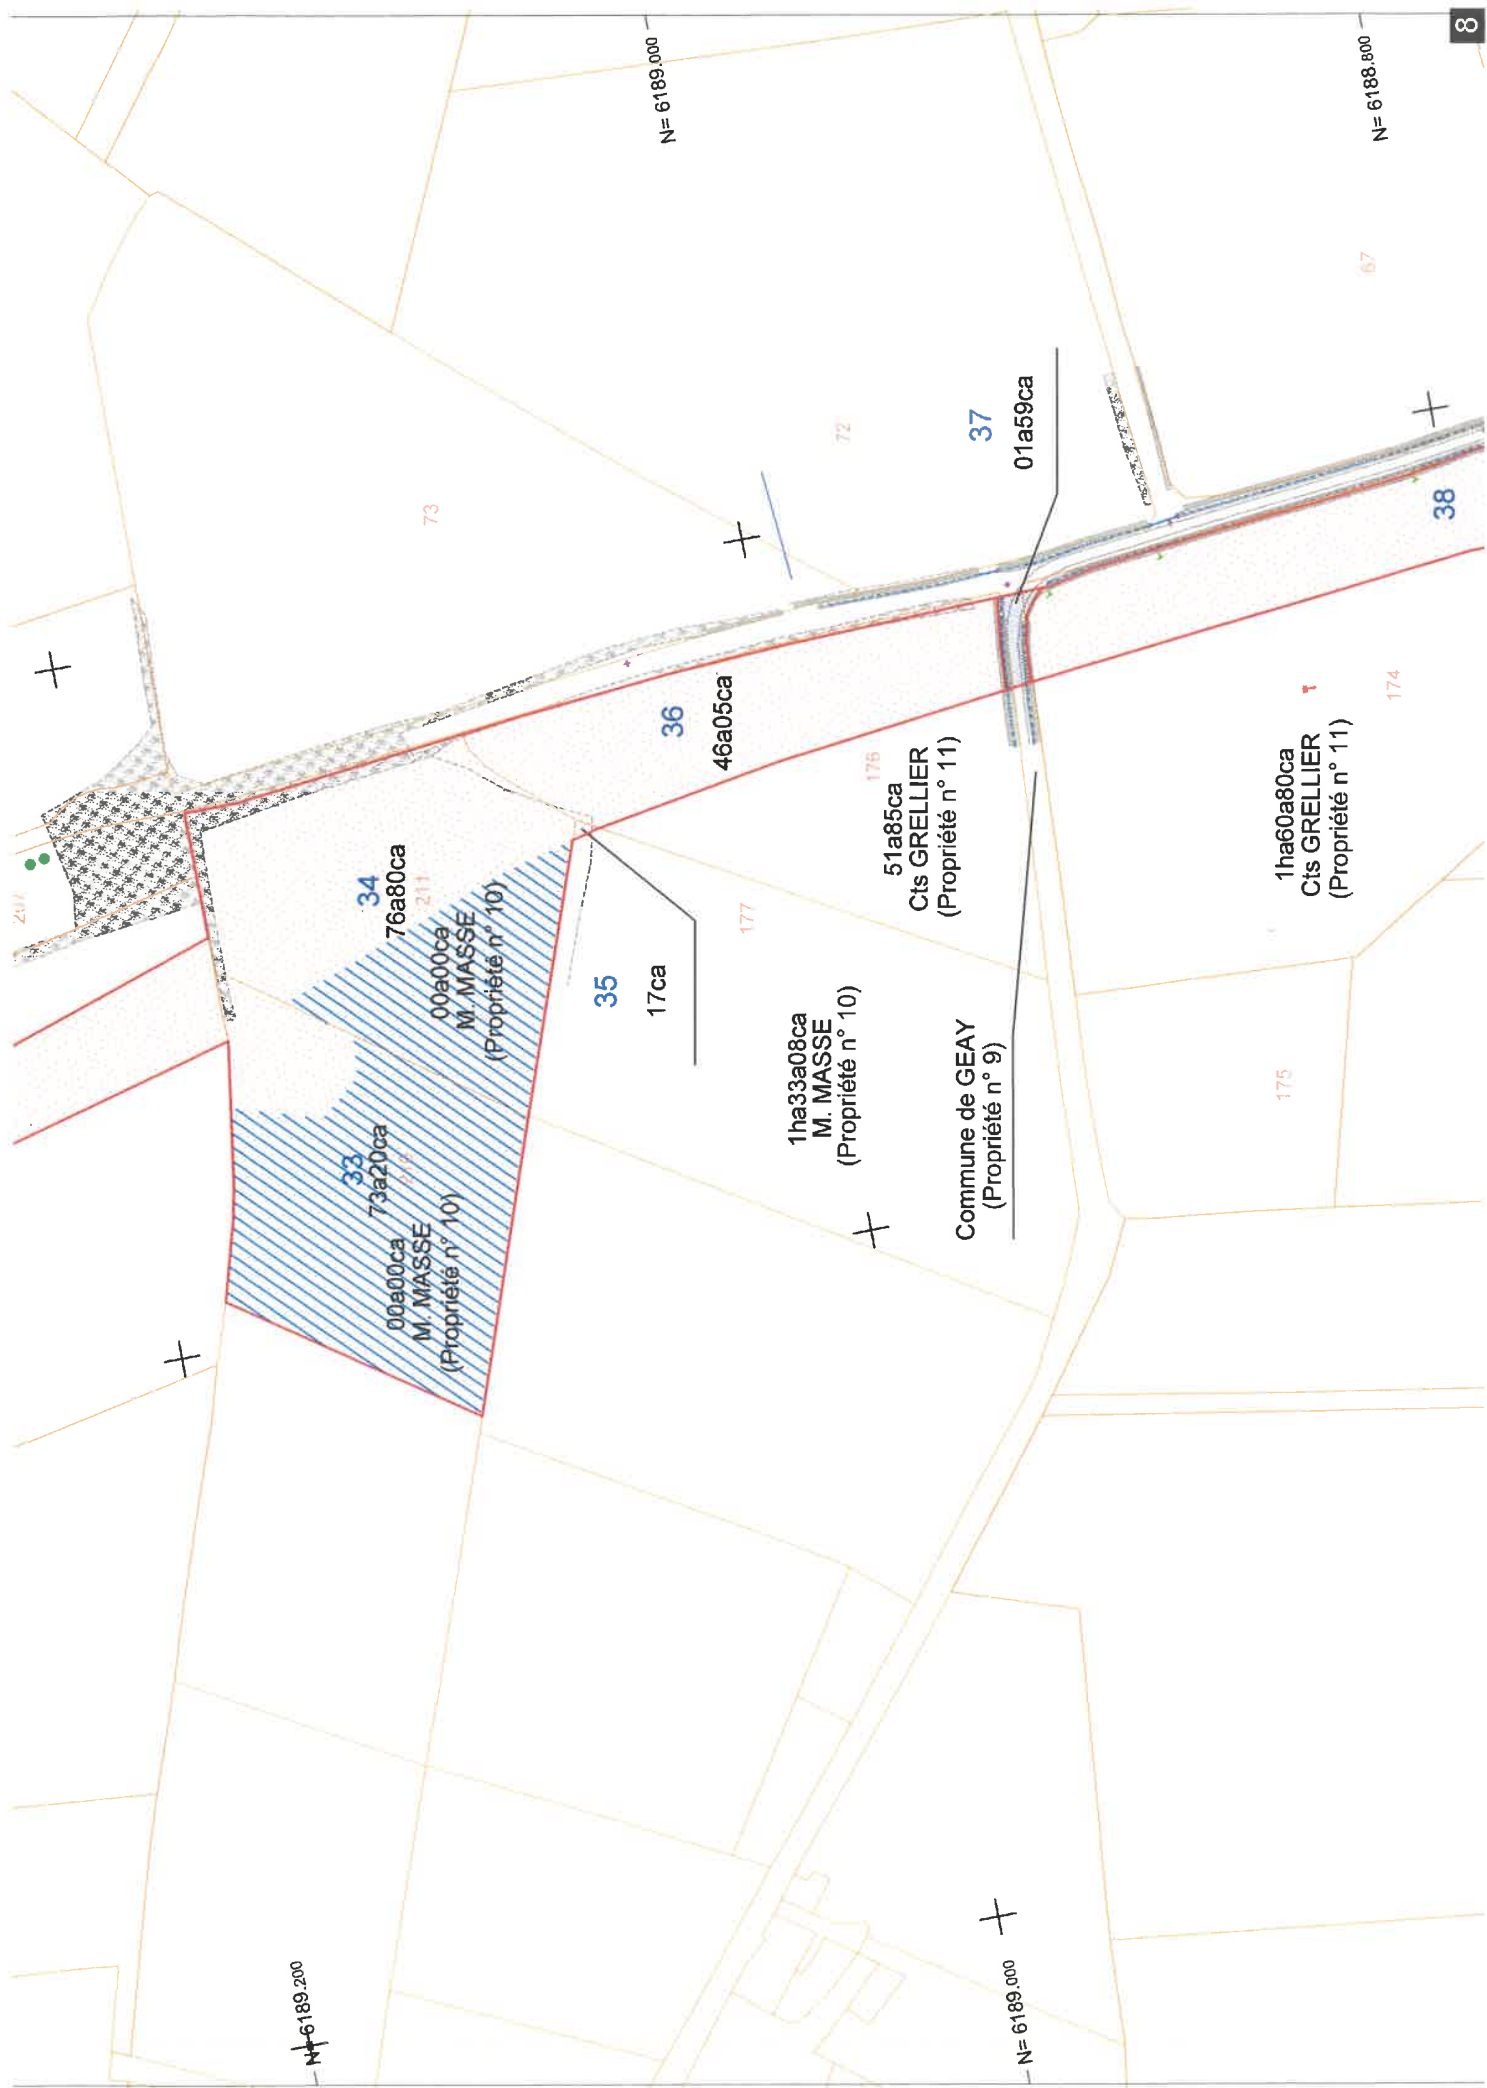 8
N= 6189.000
N= 6188.800
67
73
72
37
01a59ca
38
174
36
46a05ca
176
51a85ca
Cts GRELLIER
(Propriété n° 11)
1ha60a80ca
Cts GRELLIER
(Propriété n° 11)
34
76a80ca
211
00a00ca
M. MASSE
(Propriété n° 10)
35
17ca
177
1ha33a08ca
M. MASSE
(Propriété n° 10)
Commune de GEAY
(Propriété n° 9)
175
33
73a20ca
00a00ca
M. MASSE
(Propriété n° 10)
N= 6189.200
N= 6189.000